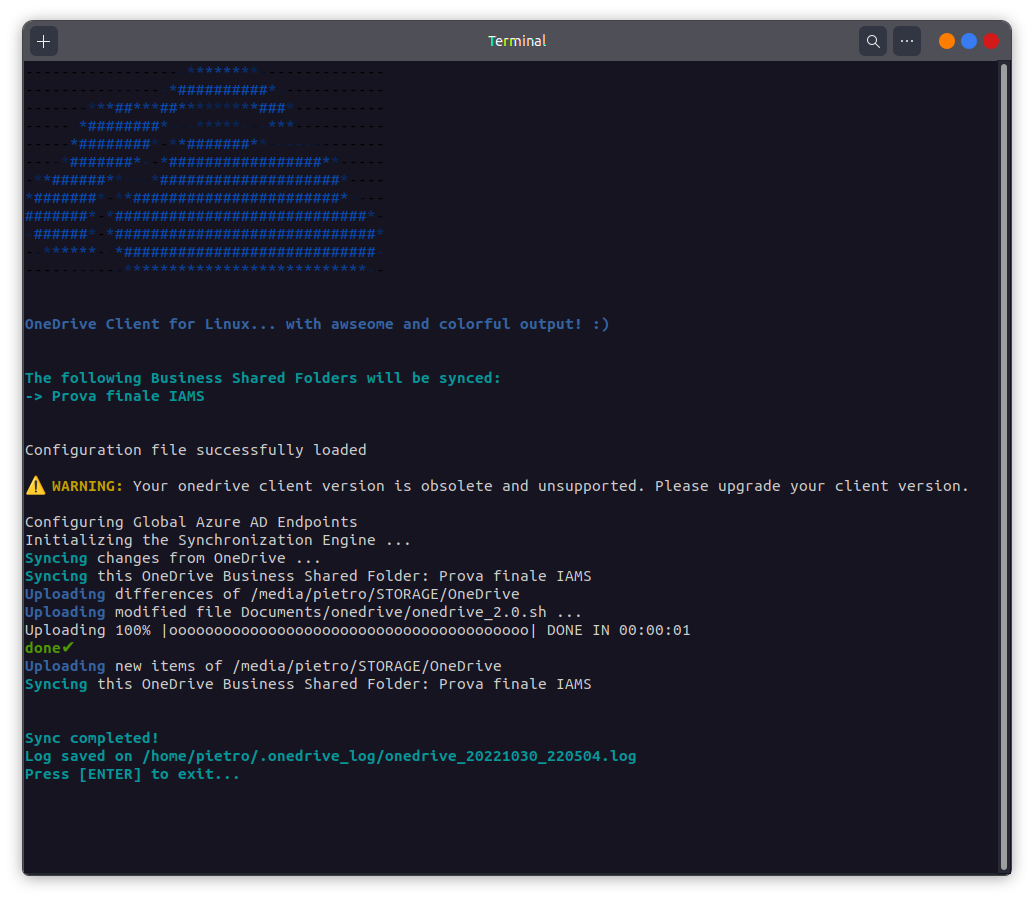 Terminal
OneDrive Client for Linux... with awseome and colorful output! :)
The following Business Shared Folders will be synced:
-> Prova finale IAMS
Configuration file successfully loaded
⚠️ WARNING: Your onedrive client version is obsolete and unsupported. Please upgrade your client version.
Configuring Global Azure AD Endpoints
Initializing the Synchronization Engine ...
Syncing changes from OneDrive ...
Syncing this OneDrive Business Shared Folder: Prova finale IAMS
Uploading differences of /media/pietro/STORAGE/OneDrive
Uploading modified file Documents/onedrive/onedrive_2.0.sh ...
Uploading 100% |oooooooooooooooooooooooooooooooooooooooo| DONE IN 00:00:01
done✔
Uploading new items of /media/pietro/STORAGE/OneDrive
Syncing this OneDrive Business Shared Folder: Prova finale IAMS
Sync completed!
Log saved on /home/pietro/.onedrive_log/onedrive_20221030_220504.log
Press [ENTER] to exit...